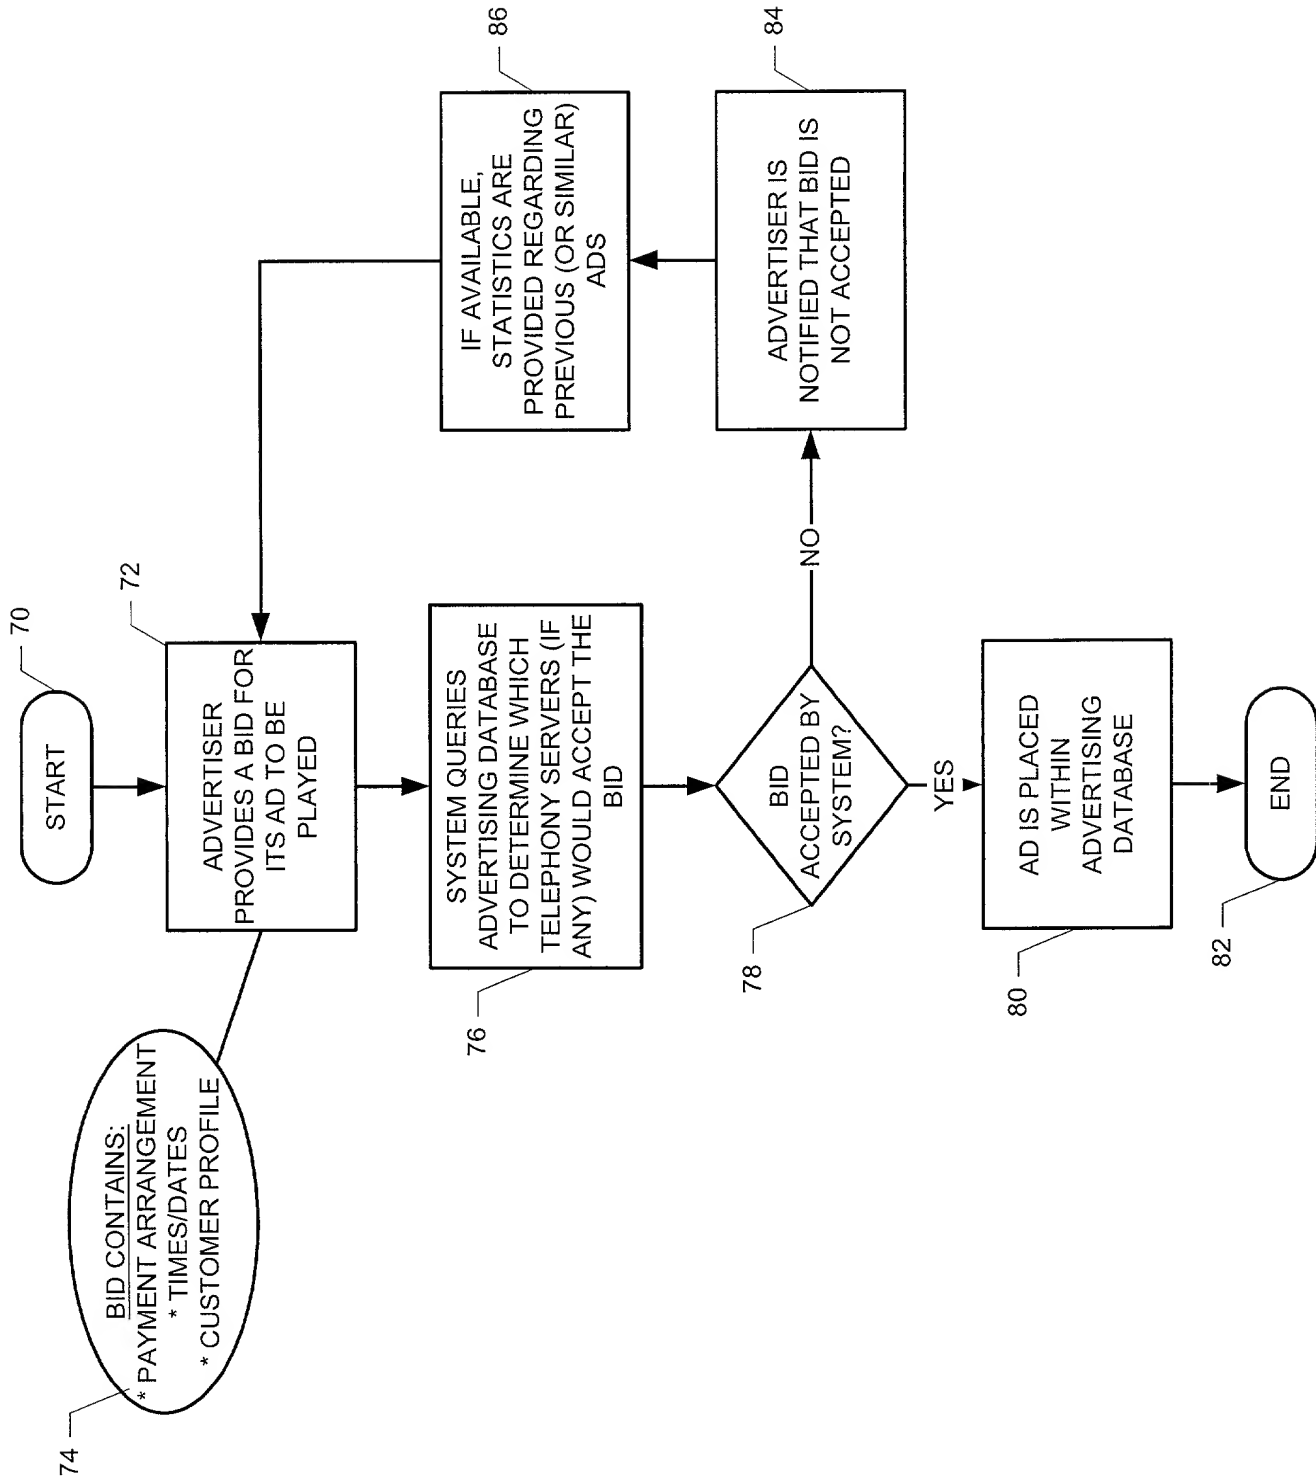 70
START
72
ADVERTISER
PROVIDES A BID FOR
ITS AD TO BE
PLAYED
74
BID CONTAINS:
* PAYMENT ARRANGEMENT
* TIMES/DATES
* CUSTOMER PROFILE
76
SYSTEM QUERIES
ADVERTISING DATABASE
TO DETERMINE WHICH
TELEPHONY SERVERS (IF
ANY) WOULD ACCEPT THE
BID
78
BID
ACCEPTED BY
SYSTEM?
NO
YES
80
AD IS PLACED
WITHIN
ADVERTISING
DATABASE
82
END
84
ADVERTISER IS
NOTIFIED THAT BID IS
NOT ACCEPTED
86
IF AVAILABLE,
STATISTICS ARE
PROVIDED REGARDING
PREVIOUS (OR SIMILAR)
ADS